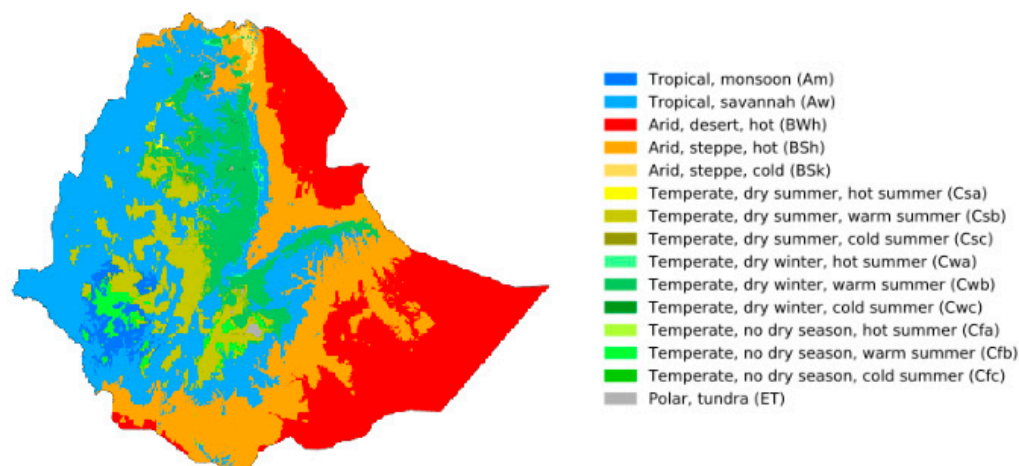 Tropical, monsoon (Am)
Tropical, savannah (Aw)
Arid, desert, hot (BWh)
Arid, steppe, hot (BSh)
Arid, steppe, cold (BSk)
Temperate, dry summer, hot summer (Csa)
Temperate, dry summer, warm summer (Csb)
Temperate, dry summer, cold summer (Csc)
Temperate, dry winter, hot summer (Cwa)
Temperate, dry winter, warm summer (Cwb)
Temperate, dry winter, cold summer (Cwc)
Temperate, no dry season, hot summer (Cfa)
Temperate, no dry season, warm summer (Cfb)
Temperate, no dry season, cold summer (Cfc)
Polar, tundra (ET)